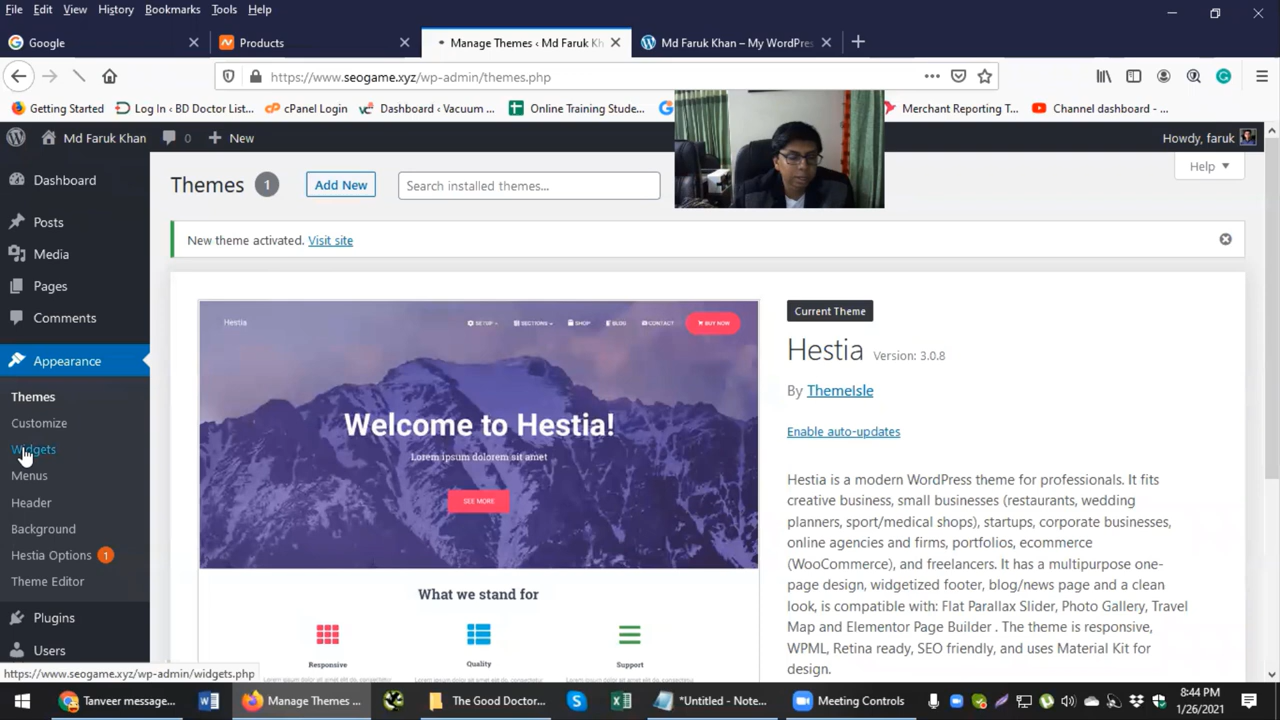 File Edit View History Bookmarks Tools Help
Google
Products
Manage Themes ‹ Md Faruk Kh
Md Faruk Khan – My WordPres
https://www.seogame.xyz/wp-admin/themes.php
Getting Started
Log In ‹ BD Doctor List...
cPanel Login
Dashboard ‹ Vacuum ...
Online Training Stude...
Merchant Reporting T...
Channel dashboard - ...
Md Faruk Khan
0
New
Howdy, faruk
Dashboard
Posts
Media
Pages
Comments
Appearance
Themes
Customize
Widgets
Menus
Header
Background
Hestia Options 1
Theme Editor
Plugins
Users
https://www.seogame.xyz/wp-admin/widgets.php
Themes 1
Add New
Search installed themes...
Help
New theme activated. Visit site
Hestia
SETUP
SECTIONS
SHOP
BLOG
CONTACT
BUY NOW
Welcome to Hestia!
Lorem ipsum dolorem sit amet
SEE MORE
What we stand for
Responsive
Quality
Support
Current Theme
Hestia Version: 3.0.8
By ThemeIsle
Enable auto-updates
Hestia is a modern WordPress theme for professionals. It fits
creative business, small businesses (restaurants, wedding
planners, sport/medical shops), startups, corporate businesses,
online agencies and firms, portfolios, ecommerce
(WooCommerce), and freelancers. It has a multipurpose one-
page design, widgetized footer, blog/news page and a clean
look, is compatible with: Flat Parallax Slider, Photo Gallery, Travel
Map and Elementor Page Builder . The theme is responsive,
WPML, Retina ready, SEO friendly, and uses Material Kit for
design.
Tanveer message...
Manage Themes ...
The Good Doctor...
*Untitled - Note...
Meeting Controls
8:44 PM
1/26/2021